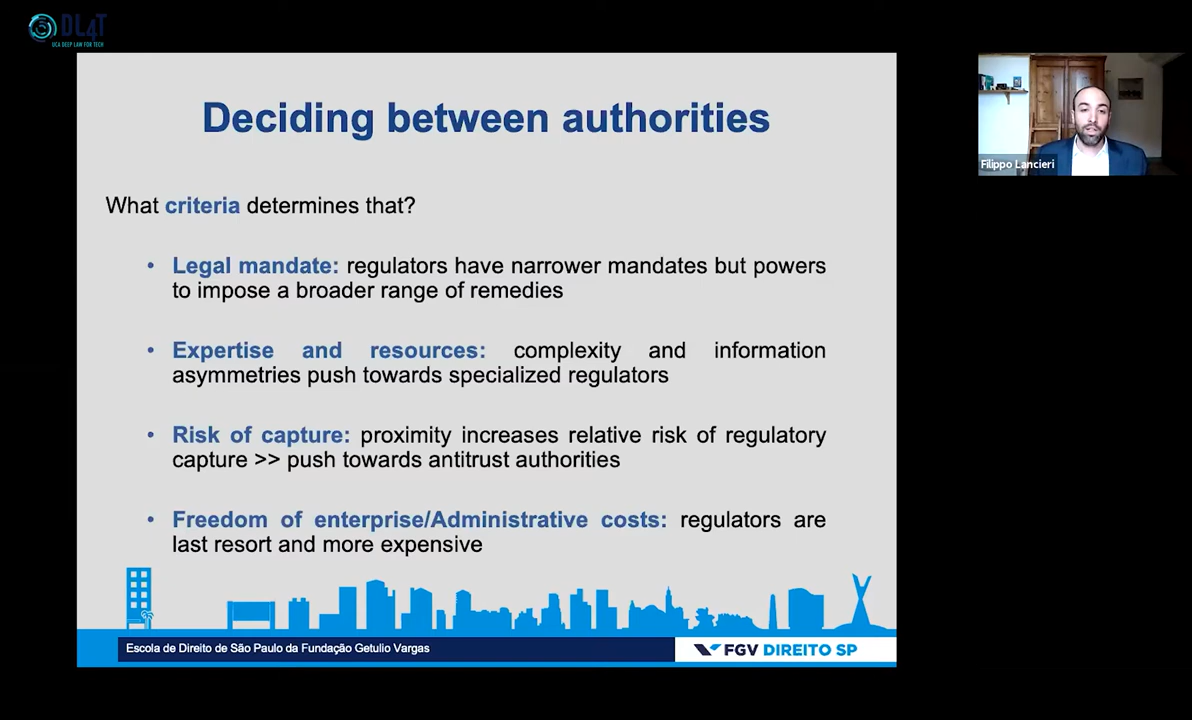 DL4T
UCA DEEP LAW FOR TECH
Deciding between authorities
Filippo Lancieri
What criteria determines that?
• Legal mandate: regulators have narrower mandates but powers
to impose a broader range of remedies
• Expertise and resources: complexity and information
asymmetries push towards specialized regulators
• Risk of capture: proximity increases relative risk of regulatory
capture >> push towards antitrust authorities
• Freedom of enterprise/Administrative costs: regulators are
last resort and more expensive
Escola de Direito de São Paulo da Fundação Getulio Vargas
FGV DIREITO SP